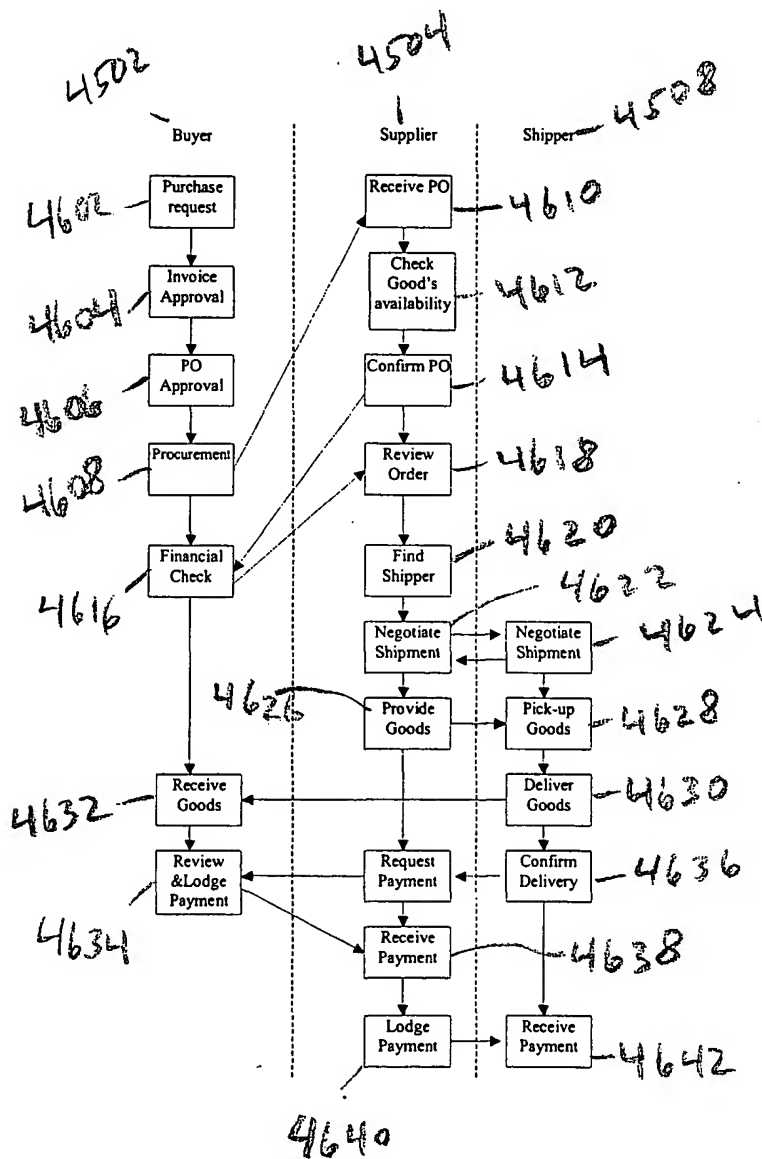 4502
4504
4508
Buyer
Supplier
Shipper
4602
Purchase
request
Receive PO
4610
4604
Invoice
Approval
Check
Good's
availability
4612
4606
PO
Approval
Confirm PO
4614
4608
Procurement
Review
Order
4618
4616
Financial
Check
Find
Shipper
4620
4622
Negotiate
Shipment
Negotiate
Shipment
4624
4626
Provide
Goods
Pick-up
Goods
4628
4632
Receive
Goods
Deliver
Goods
4630
4634
Review
&Lodge
Payment
Request
Payment
Confirm
Delivery
4636
Receive
Payment
4638
Lodge
Payment
Receive
Payment
4642
4640